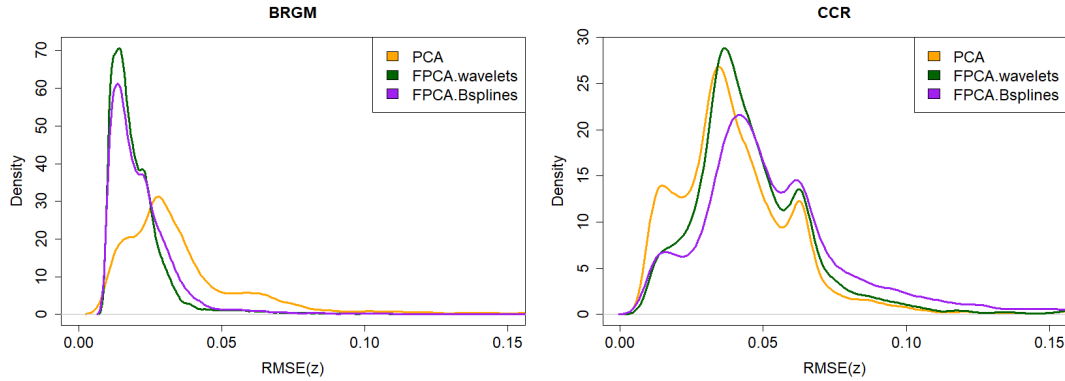 BRGM
Density
70
60
50
40
30
20
10
0
PCA
FPCA.wavelets
FPCA.Bsplines
0.00
0.05
0.10
0.15
RMSE(z)
CCR
Density
30
25
20
15
10
5
0
PCA
FPCA.wavelets
FPCA.Bsplines
0.00
0.05
0.10
0.15
RMSE(z)